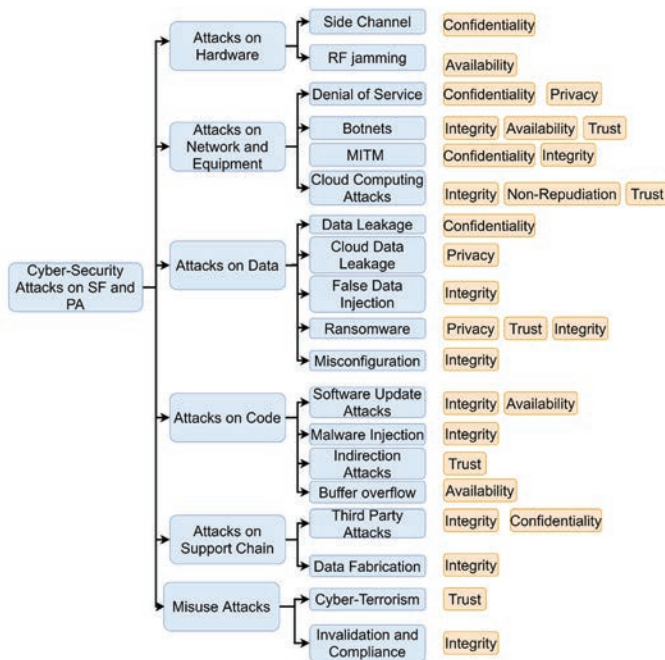 Cyber-Security
Attacks on SF and
PA
Attacks on
Hardware
Side Channel
Confidentiality
RF jamming
Availability
Attacks on
Network and
Equipment
Denial of Service
Confidentiality Privacy
Botnets
Integrity Availability Trust
MITM
Confidentiality Integrity
Cloud Computing
Attacks
Integrity Non-Repudiation Trust
Attacks on Data
Data Leakage
Confidentiality
Cloud Data
Leakage
Privacy
False Data
Injection
Integrity
Ransomware
Privacy Trust Integrity
Misconfiguration
Integrity
Attacks on Code
Software Update
Attacks
Integrity Availability
Malware Injection
Integrity
Indirection
Attacks
Trust
Buffer overflow
Availability
Attacks on
Support Chain
Third Party
Attacks
Integrity Confidentiality
Data Fabrication
Integrity
Misuse Attacks
Cyber-Terrorism
Trust
Invalidation and
Compliance
Integrity